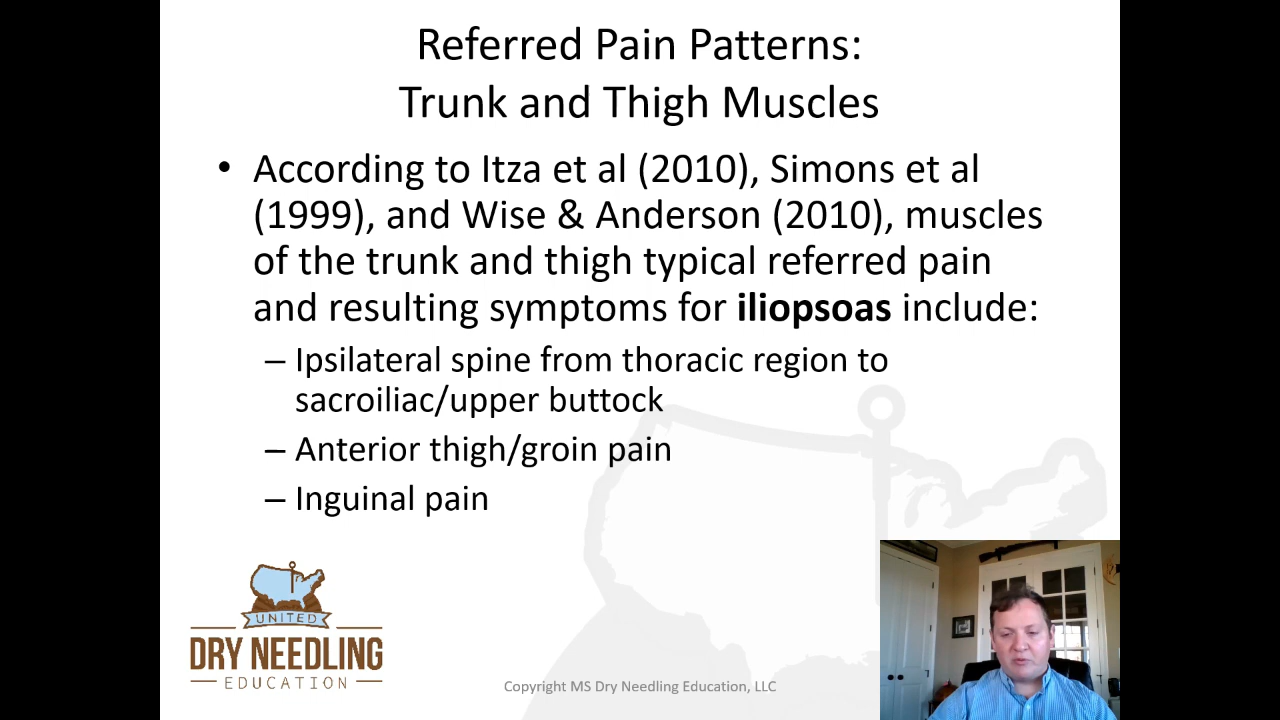 Referred Pain Patterns:
Trunk and Thigh Muscles
• According to Itza et al (2010), Simons et al
(1999), and Wise & Anderson (2010), muscles
of the trunk and thigh typical referred pain
and resulting symptoms for iliopsoas include:
– Ipsilateral spine from thoracic region to
sacroiliac/upper buttock
– Anterior thigh/groin pain
– Inguinal pain
UNITED
DRY NEEDLING
EDUCATION
Copyright MS Dry Needling Education, LLC